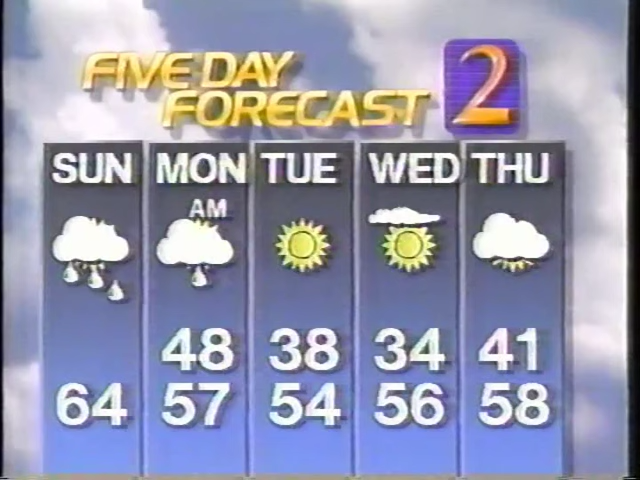 FIVE DAY
FORECAST 2
SUN MON TUE WED THU
AM
48 38 34 41
64 57 54 56 58